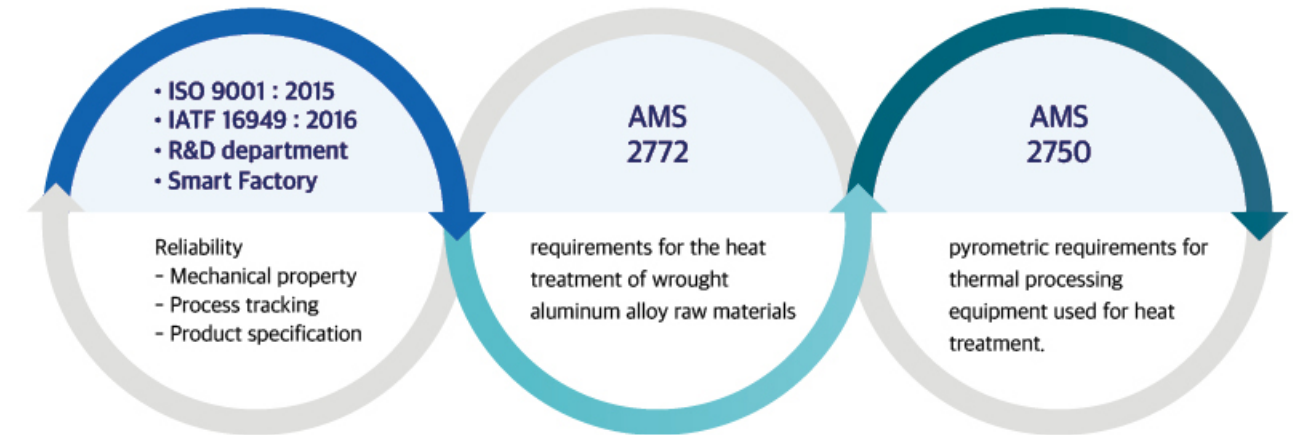 • ISO 9001 : 2015
• IATF 16949 : 2016
• R&D department
• Smart Factory
Reliability
– Mechanical property
– Process tracking
– Product specification
AMS
2772
requirements for the heat
treatment of wrought
aluminum alloy raw materials
AMS
2750
pyrometric requirements for
thermal processing
equipment used for heat
treatment.